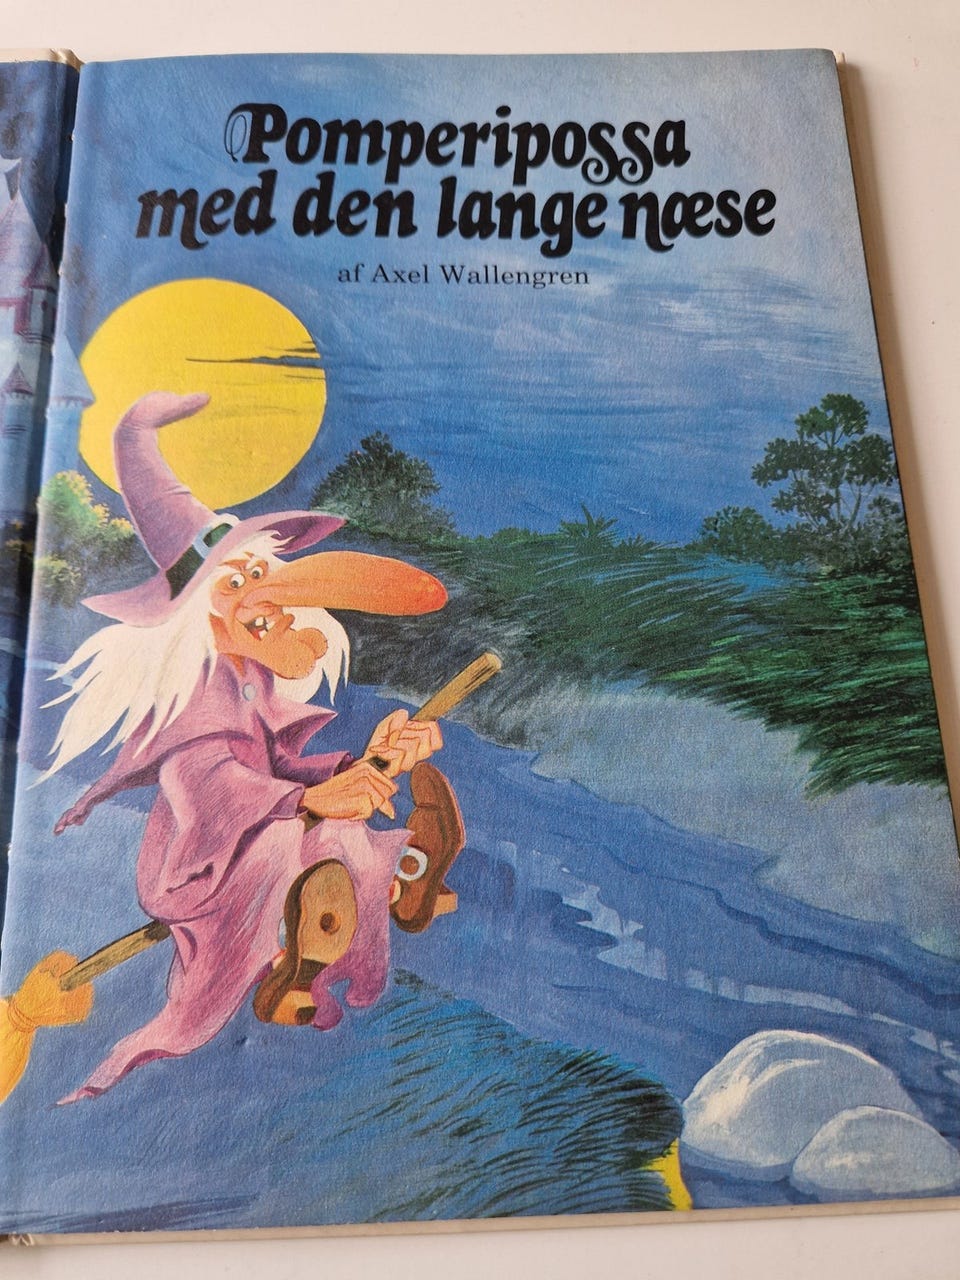 Pomperipossa
med den lange næse
af Axel Wallengren